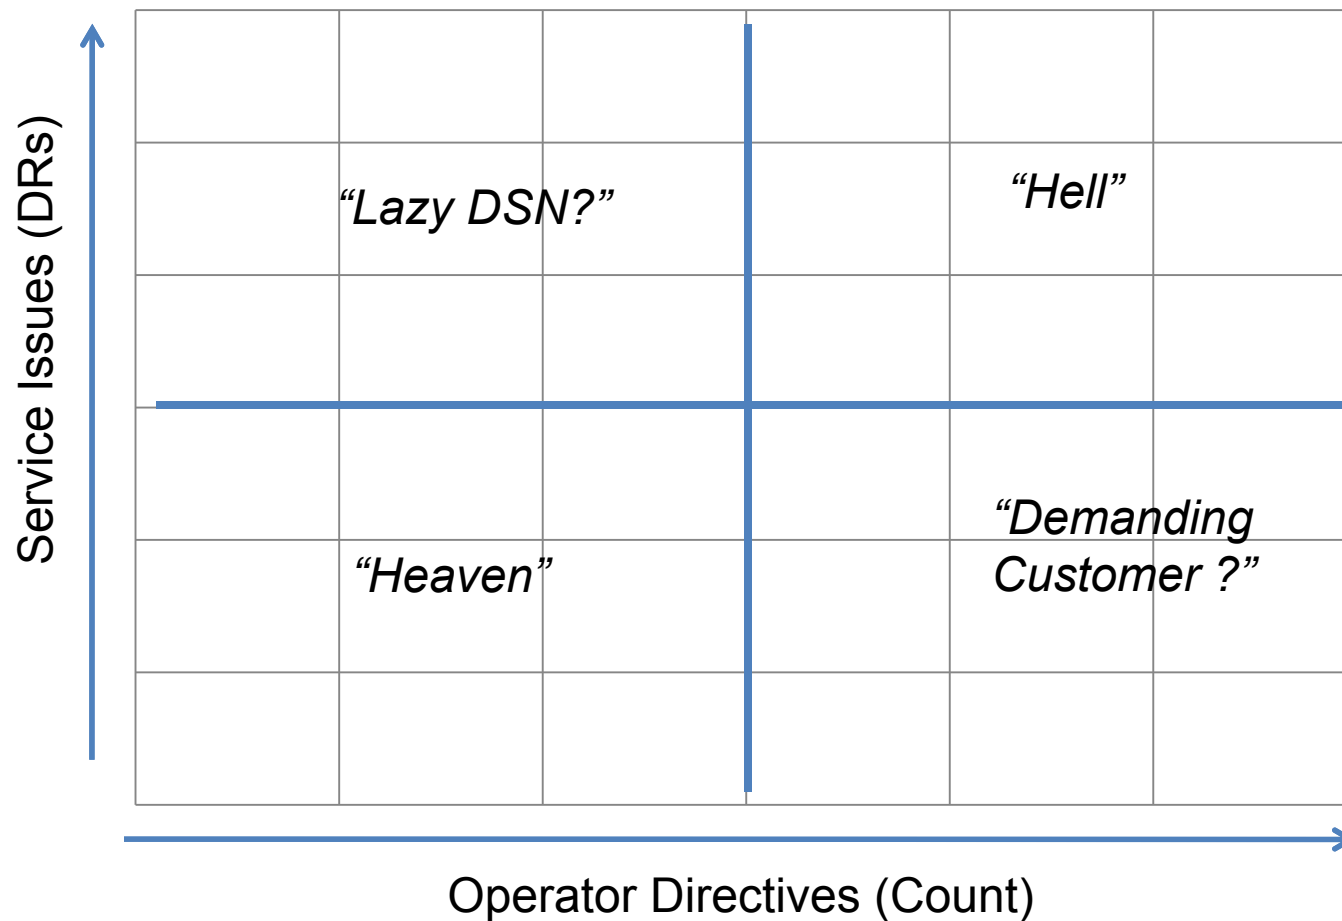 Service Issues (DRs)
“Lazy DSN?”
“Hell”
“Heaven”
“Demanding
Customer ?”
Operator Directives (Count)